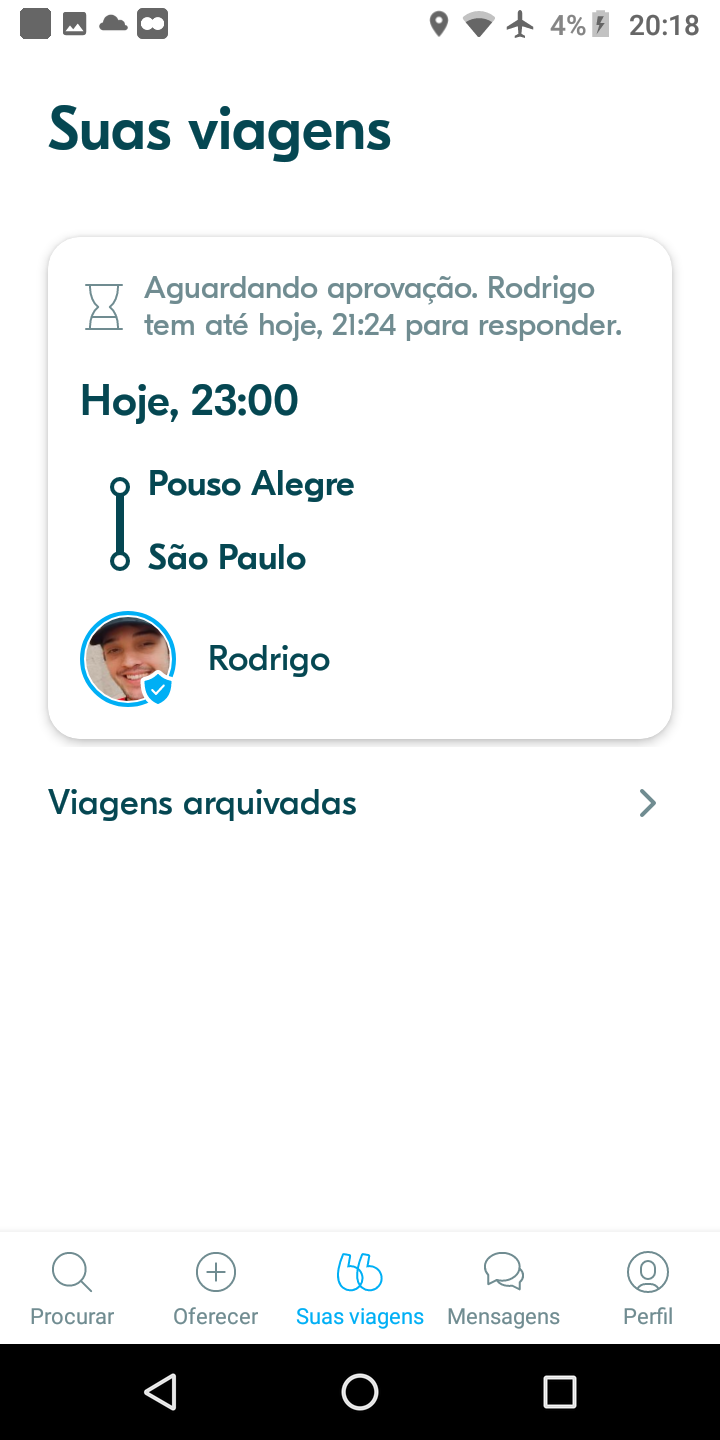 4% 20:18
Suas viagens
Aguardando aprovação. Rodrigo
tem até hoje, 21:24 para responder.
Hoje, 23:00
Pouso Alegre
São Paulo
Rodrigo
Viagens arquivadas
Procurar Oferecer Suas viagens Mensagens Perfil